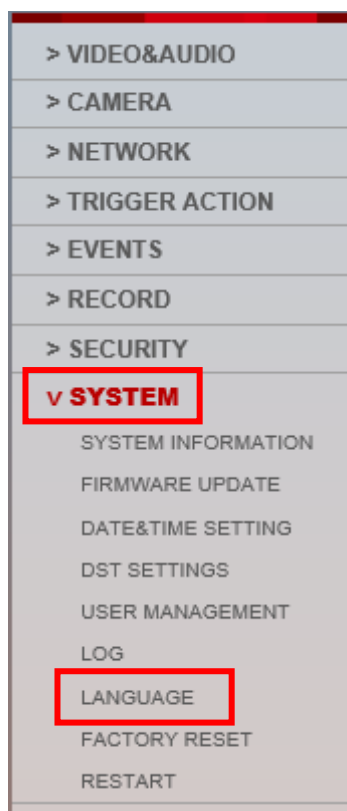 > VIDEO&AUDIO
> CAMERA
> NETWORK
> TRIGGER ACTION
> EVENTS
> RECORD
> SECURITY
v SYSTEM
SYSTEM INFORMATION
FIRMWARE UPDATE
DATE&TIME SETTING
DST SETTINGS
USER MANAGEMENT
LOG
LANGUAGE
FACTORY RESET
RESTART